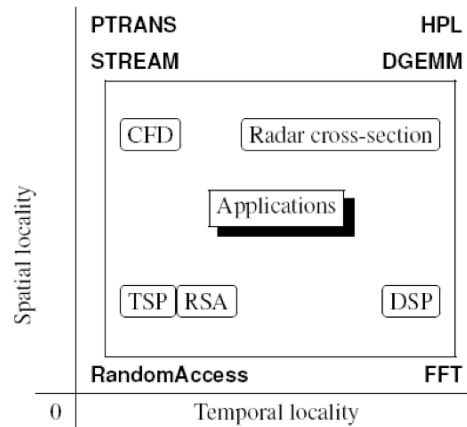 PTRANS HPL
STREAM DGEMM
CFD Radar cross-section
Applications
TSP RSA DSP
RandomAccess FFT
Spatial locality
0 Temporal locality